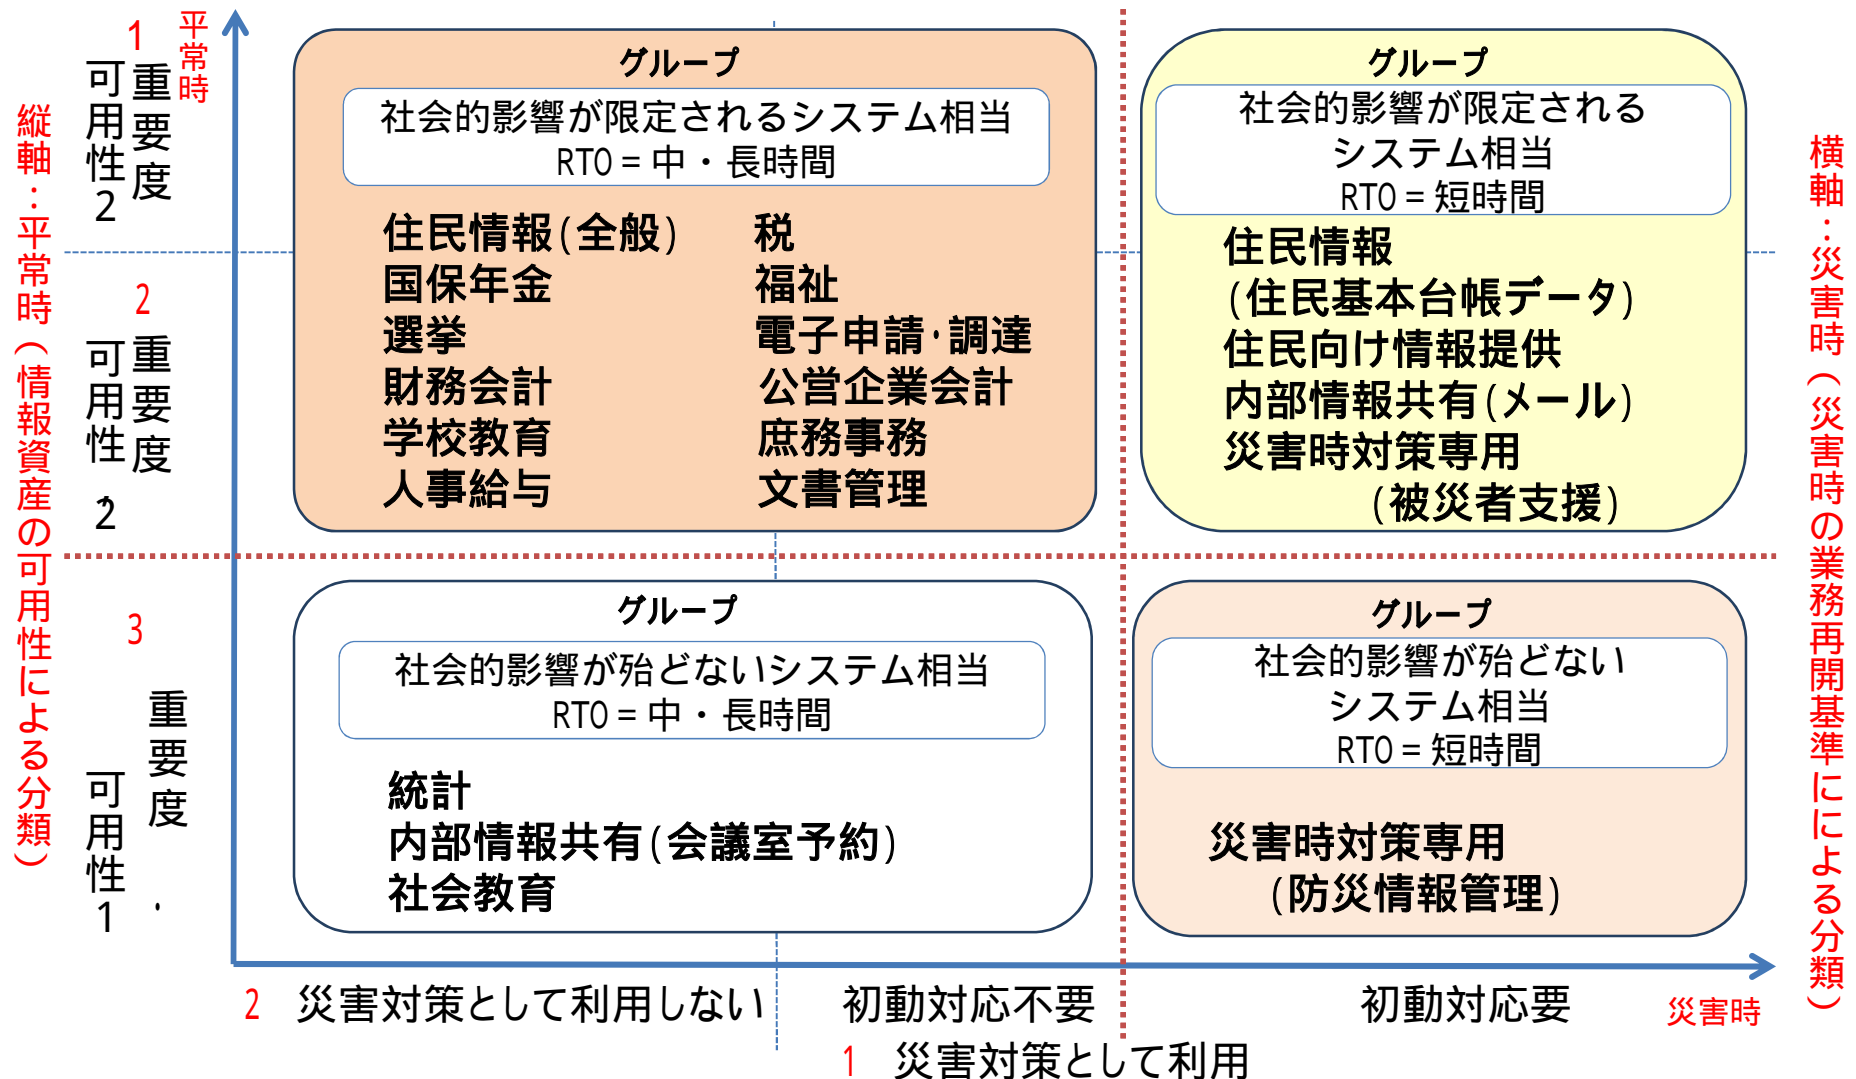 縦軸：平常時（情報資産の可用性による分類）
平常時
1
重要度
可用性2
2
重要度
可用性2
3
重要度
可用性1
グループ
社会的影響が限定されるシステム相当
RTO＝中・長時間
住民情報(全般)　税
国保年金　福祉
選挙　電子申請・調達
財務会計　公営企業会計
学校教育　庶務事務
人事給与　文書管理
グループ
社会的影響が限定される
システム相当
RTO＝短時間
住民情報
(住民基本台帳データ)
住民向け情報提供
内部情報共有(メール)
災害時対策専用
(被災者支援)
グループ
社会的影響が殆どないシステム相当
RTO＝中・長時間
統計
内部情報共有(会議室予約)
社会教育
グループ
社会的影響が殆どない
システム相当
RTO＝短時間
災害時対策専用
(防災情報管理)
2　災害対策として利用しない
初動対応不要
初動対応要
災害時
1　災害対策として利用
横軸：災害時（災害時の業務再開基準にによる分類）